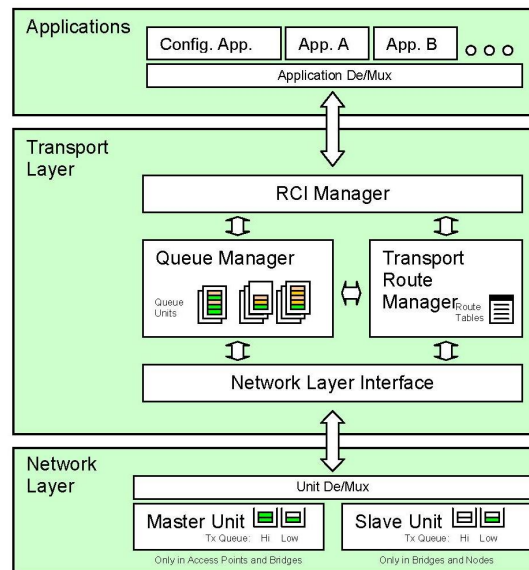 Applications
Config. App. App. A App. B
Application De/Mux
Transport
Layer
RCI Manager
Queue Manager
Queue
Units
Transport
Route
Manager
Route
Tables
Network Layer Interface
Network
Layer
Unit De/Mux
Master Unit
Tx Queue: Hi Low
Slave Unit
Tx Queue: Hi Low
Only in Access Points and Bridges
Only in Bridges and Nodes